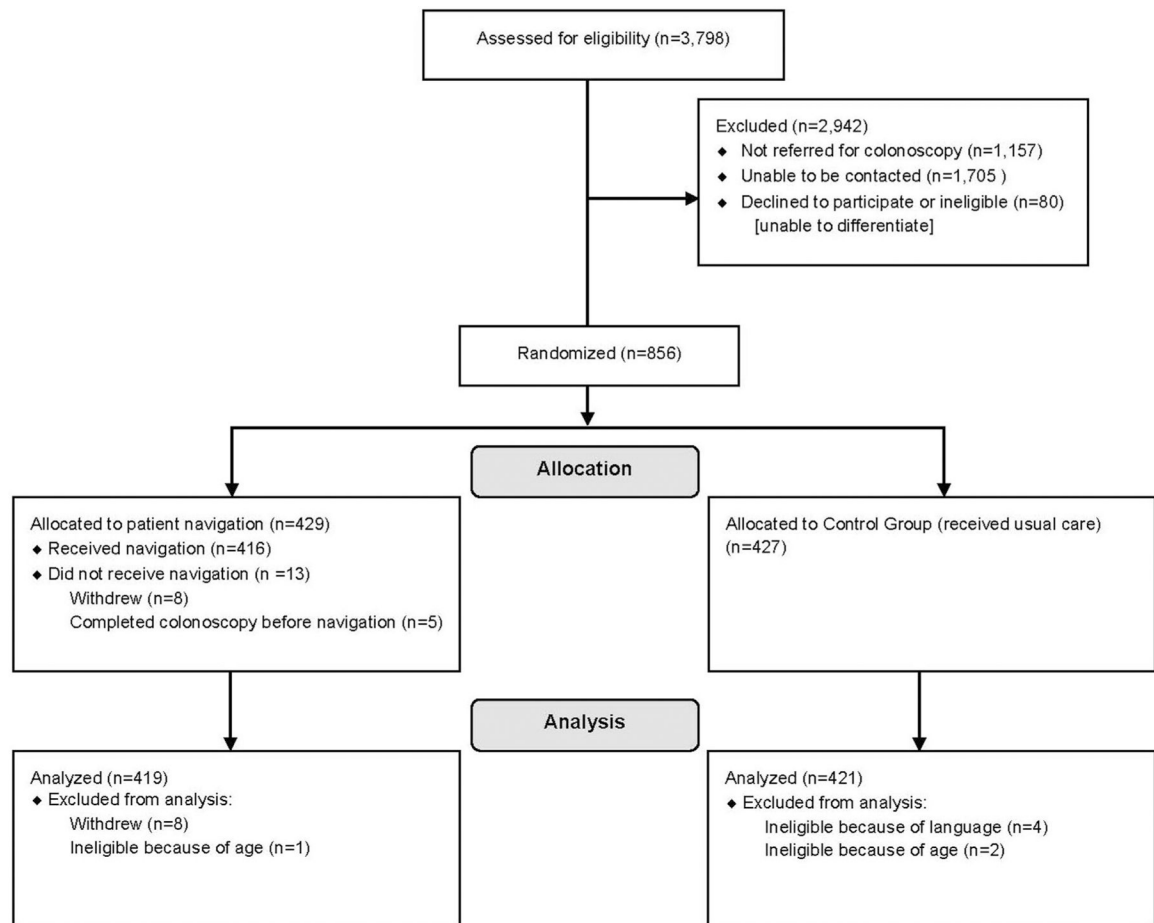 Assessed for eligibility (n=3,798)
Excluded (n=2,942)
◆ Not referred for colonoscopy (n=1,157)
◆ Unable to be contacted (n=1,705 )
◆ Declined to participate or ineligible (n=80)
[unable to differentiate]
Randomized (n=856)
Allocation
Allocated to patient navigation (n=429)
◆ Received navigation (n=416)
◆ Did not receive navigation (n =13)
Withdrew (n=8)
Completed colonoscopy before navigation (n=5)
Allocated to Control Group (received usual care)
(n=427)
Analysis
Analyzed (n=419)
◆ Excluded from analysis:
Withdrew (n=8)
Ineligible because of age (n=1)
Analyzed (n=421)
◆ Excluded from analysis:
Ineligible because of language (n=4)
Ineligible because of age (n=2)